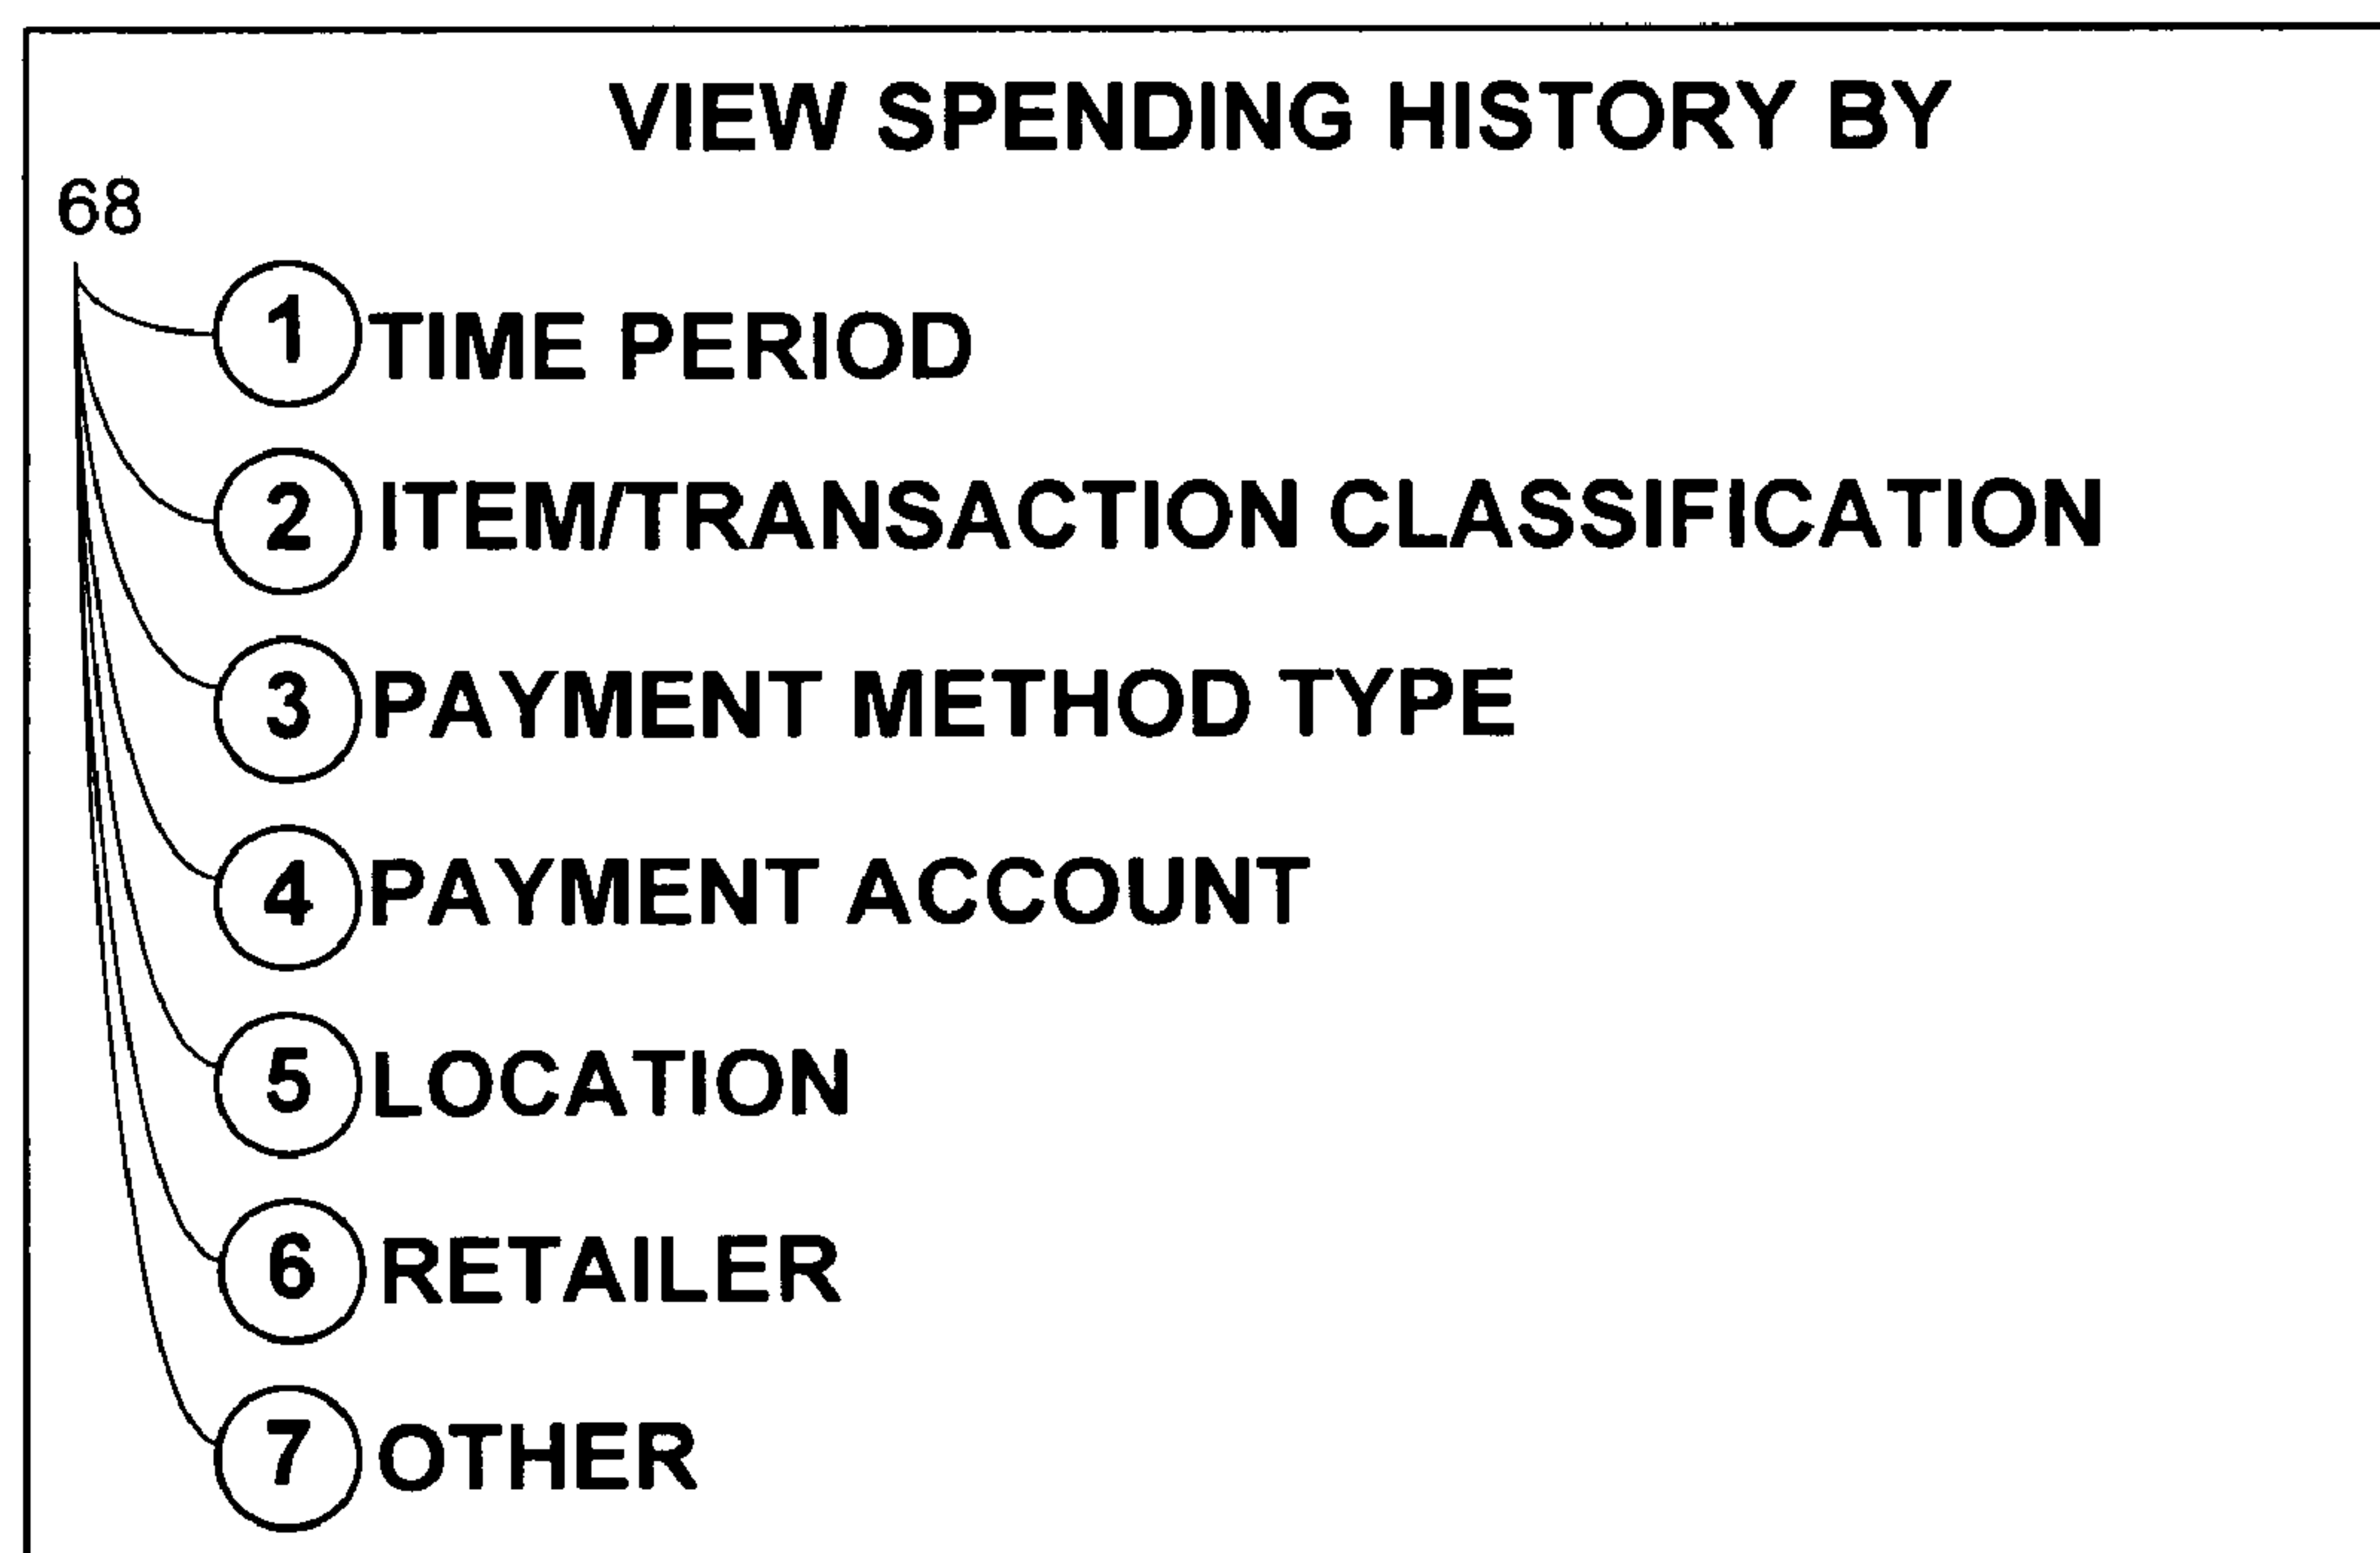 VIEW SPENDING HISTORY BY
68
1 TIME PERIOD
2 ITEM/TRANSACTION CLASSIFICATION
3 PAYMENT METHOD TYPE
4 PAYMENT ACCOUNT
5 LOCATION
6 RETAILER
7 OTHER